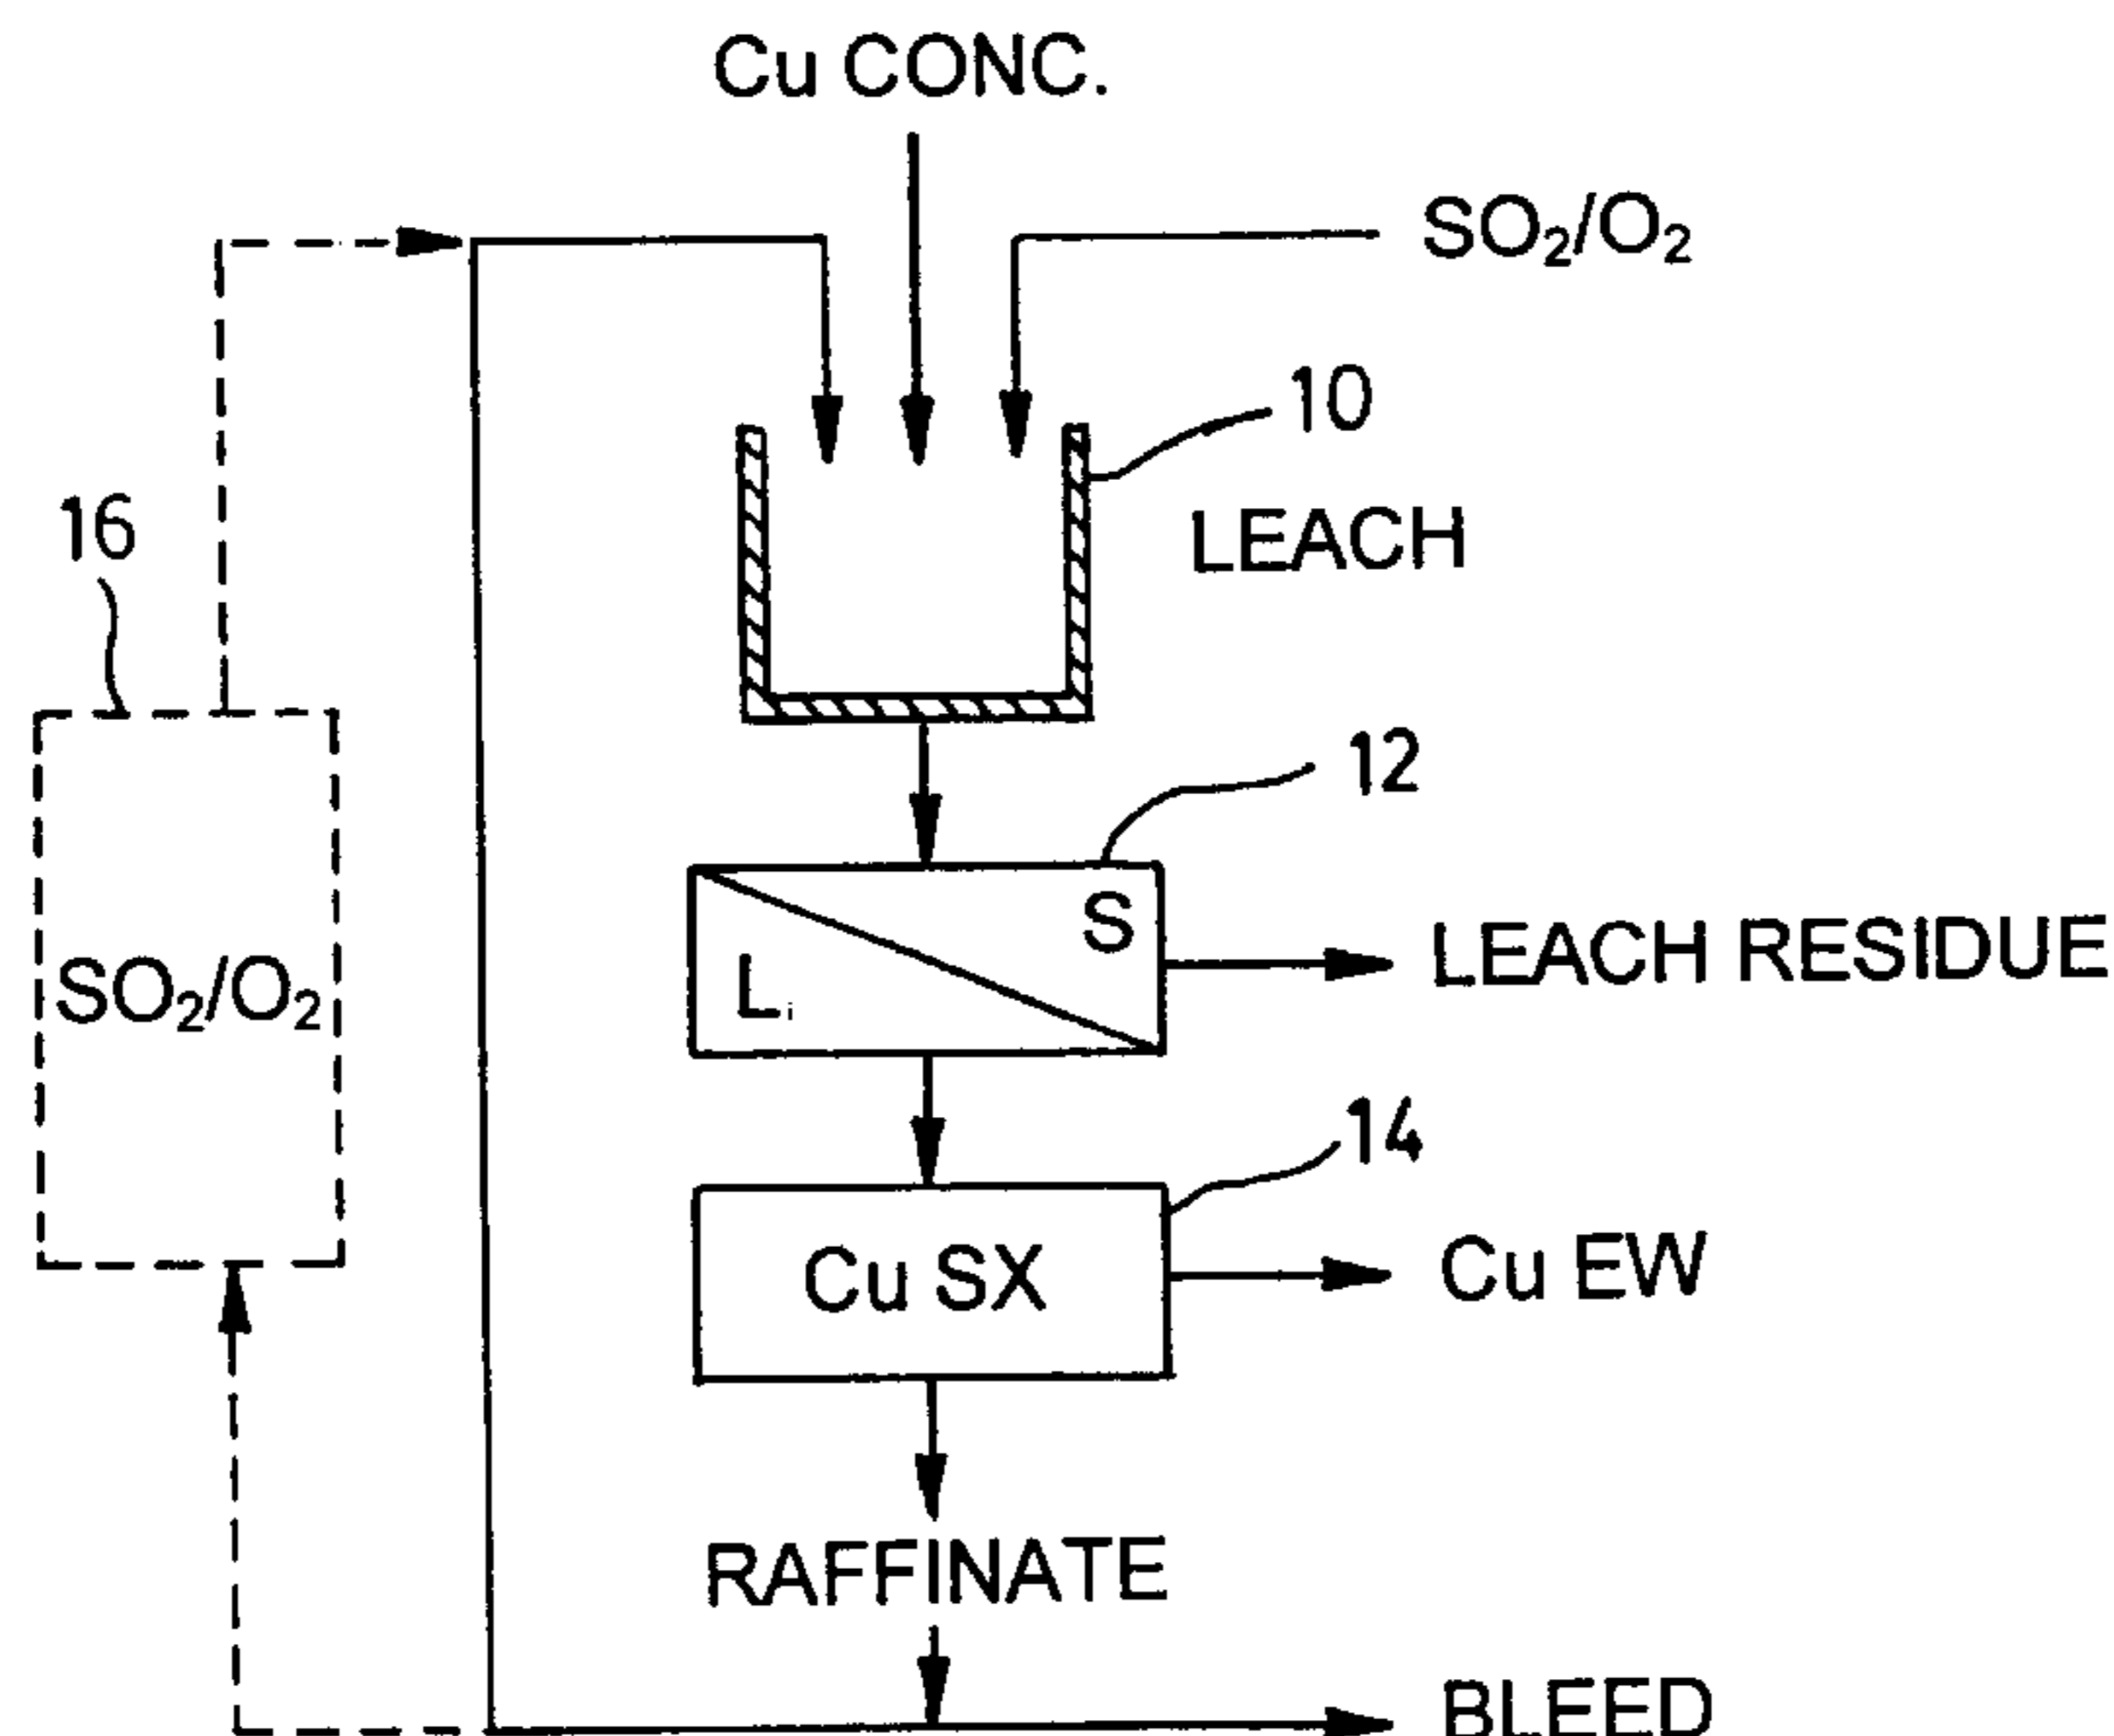 Cu CONC.
SO₂/O₂
10
LEACH
16
12
S
L
LEACH RESIDUE
SO₂/O₂
14
Cu SX
Cu EW
RAFFINATE
BLEED